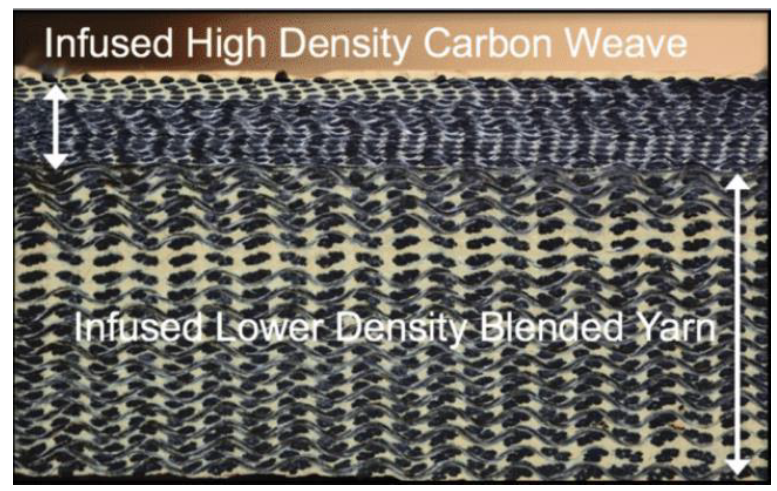 Infused High Density Carbon Weave
Infused Lower Density Blended Yarn